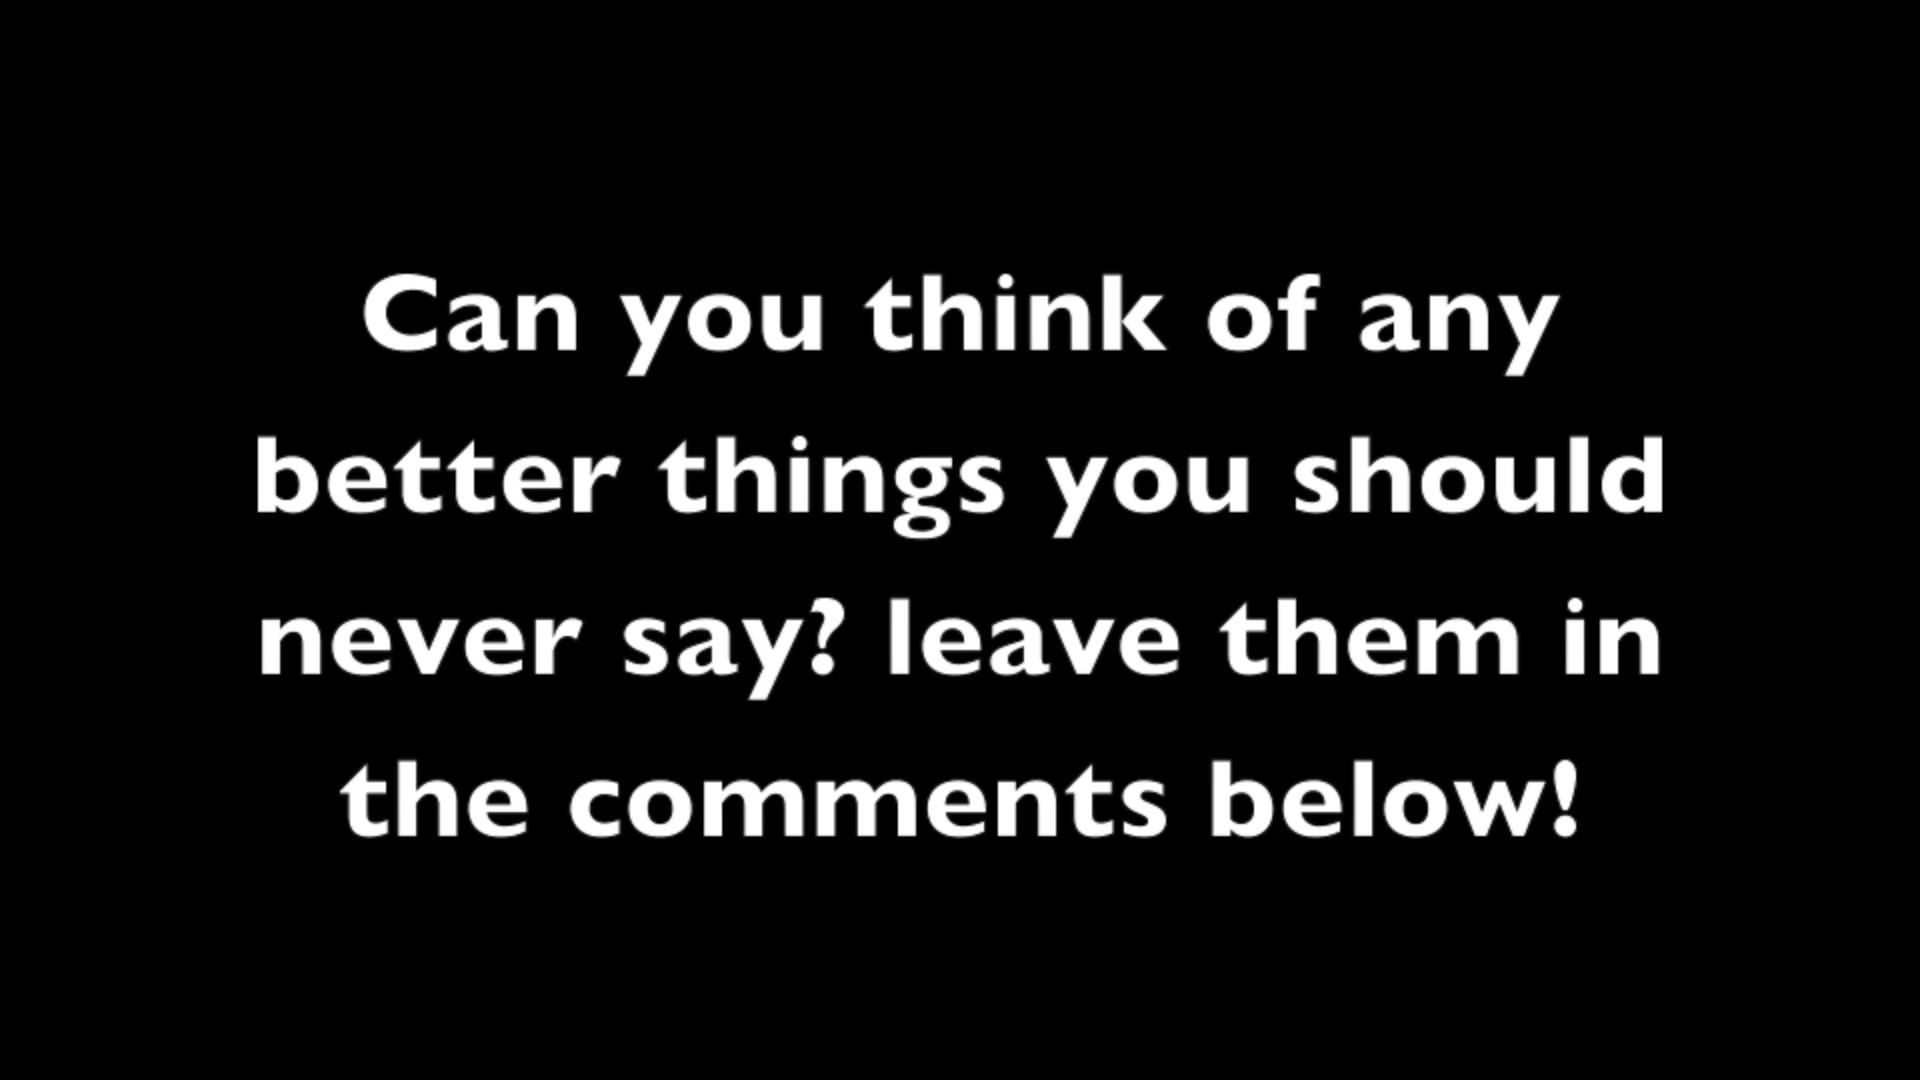 Can you think of any
better things you should
never say? leave them in
the comments below!